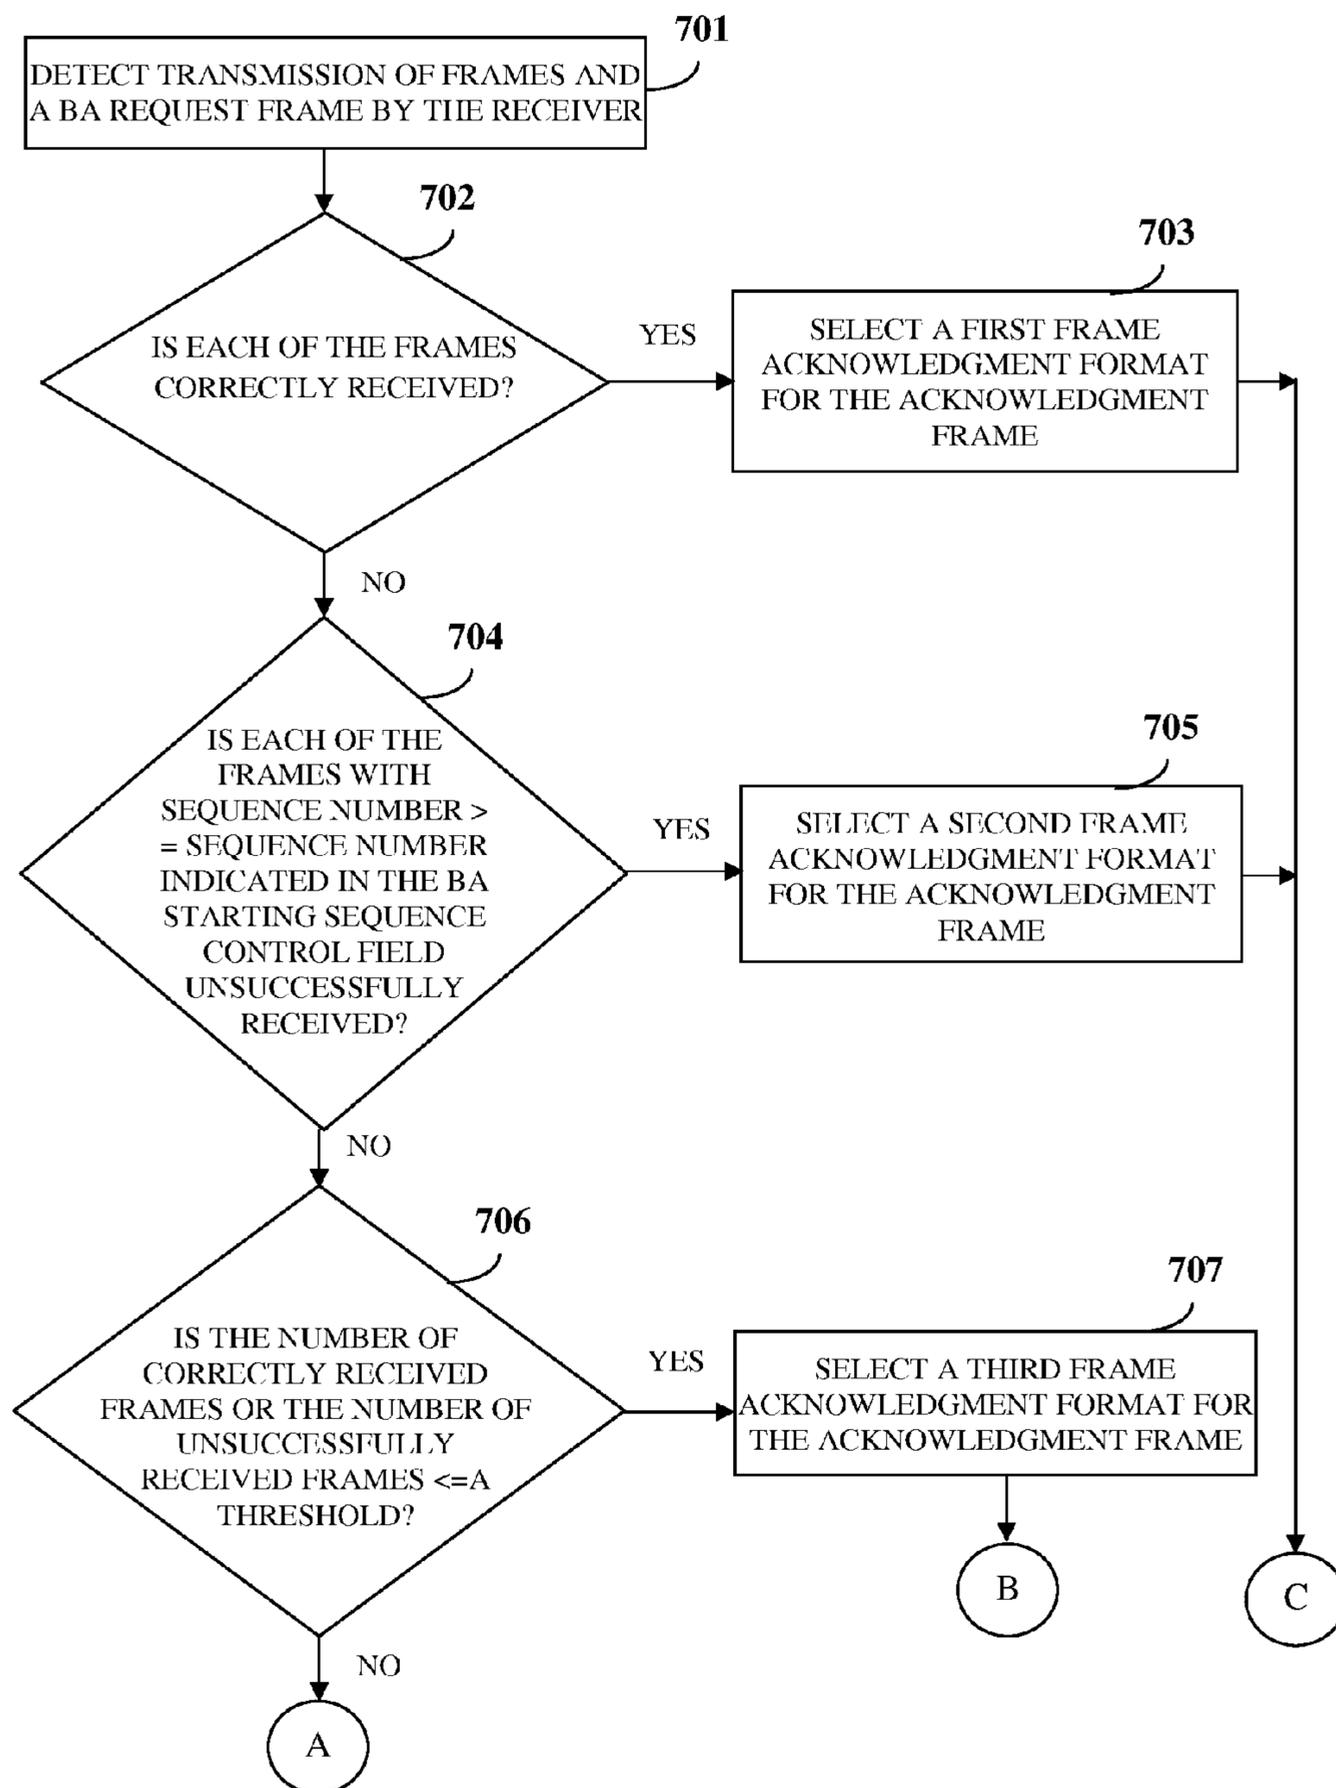 701
DETECT TRANSMISSION OF FRAMES AND
A BA REQUEST FRAME BY THE RECEIVER
702
IS EACH OF THE FRAMES
CORRECTLY RECEIVED?
YES
703
SELECT A FIRST FRAME
ACKNOWLEDGMENT FORMAT
FOR THE ACKNOWLEDGMENT
FRAME
NO
704
IS EACH OF THE
FRAMES WITH
SEQUENCE NUMBER >
= SEQUENCE NUMBER
INDICATED IN THE BA
STARTING SEQUENCE
CONTROL FIELD
UNSUCCESSFULLY
RECEIVED?
YES
705
SELECT A SECOND FRAME
ACKNOWLEDGMENT FORMAT
FOR THE ACKNOWLEDGMENT
FRAME
NO
706
IS THE NUMBER OF
CORRECTLY RECEIVED
FRAMES OR THE NUMBER OF
UNSUCCESSFULLY
RECEIVED FRAMES <=A
THRESHOLD?
YES
707
SELECT A THIRD FRAME
ACKNOWLEDGMENT FORMAT FOR
THE ACKNOWLEDGMENT FRAME
B
C
NO
A